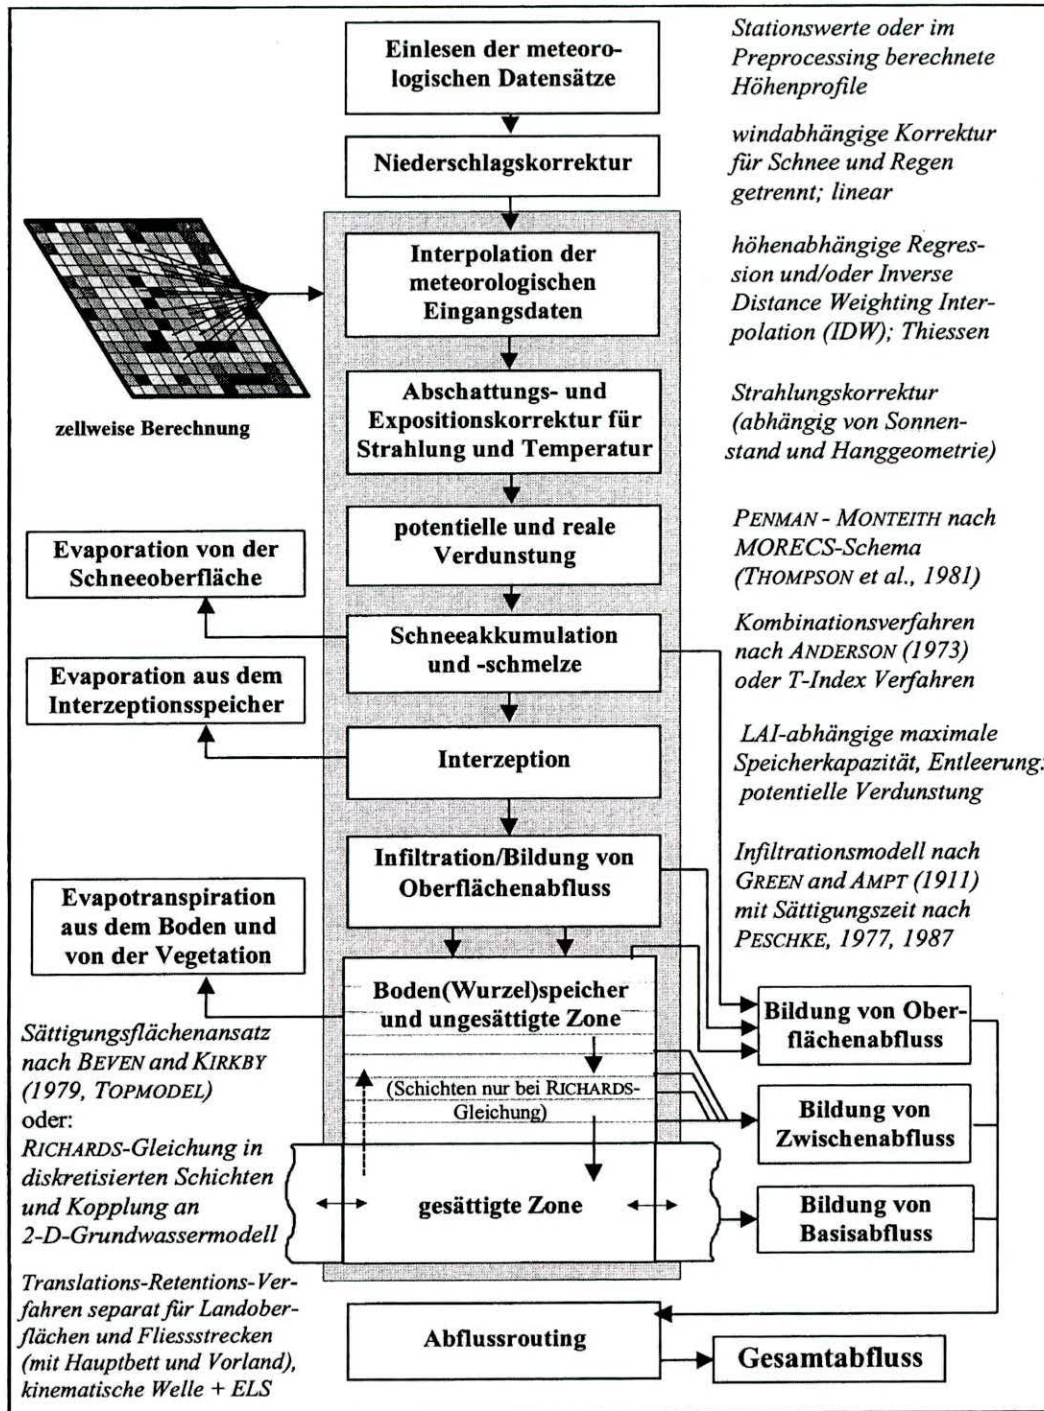 Einlesen der meteoro-
logischen Datensätze
Stationswerte oder im
Preprocessing berechnete
Höhenprofile
Niederschlagskorrektur
windabhängige Korrektur
für Schnee und Regen
getrennt; linear
zellweise Berechnung
Interpolation der
meteorologischen
Eingangsdaten
höhenabhängige Regres-
sion und/oder Inverse
Distance Weighting Inter-
polation (IDW); Thiessen
Abschattungs- und
Expositionskorrektur für
Strahlung und Temperatur
Strahlungskorrektur
(abhängig von Sonnen-
stand und Hanggeometrie)
potentielle und reale
Verdunstung
PENMAN - MONTEITH nach
MORECS-Schema
(THOMPSON et al., 1981)
Evaporation von der
Schneeoberfläche
Schneeakkumulation
und -schmelze
Kombinationsverfahren
nach ANDERSON (1973)
oder T-Index Verfahren
Evaporation aus dem
Interzeptionsspeicher
Interzeption
LAI-abhängige maximale
Speicherkapazität, Entleerung:
potentielle Verdunstung
Infiltration/Bildung von
Oberflächenabfluss
Infiltrationsmodell nach
GREEN and AMPT (1911)
mit Sättigungszeit nach
PESCHKE, 1977, 1987
Evapotranspiration
aus dem Boden und
von der Vegetation
Boden(Wurzel)speicher
und ungesättigte Zone
(Schichten nur bei RICHARDS-
Gleichung)
Bildung von Ober-
flächenabfluss
Bildung von
Zwischenabfluss
Sättigungsflächenansatz
nach BEVEN and KIRKBY
(1979, TOPMODEL)
oder:
RICHARDS-Gleichung in
diskretisierten Schichten
und Kopplung an
2-D-Grundwassermodell
gesättigte Zone
Bildung von
Basisabfluss
Translations-Retentions-Ver-
fahren separat für Landober-
flächen und Fliessstrecken
(mit Hauptbett und Vorland),
kinematische Welle + ELS
Abflussrouting
Gesamtabfluss